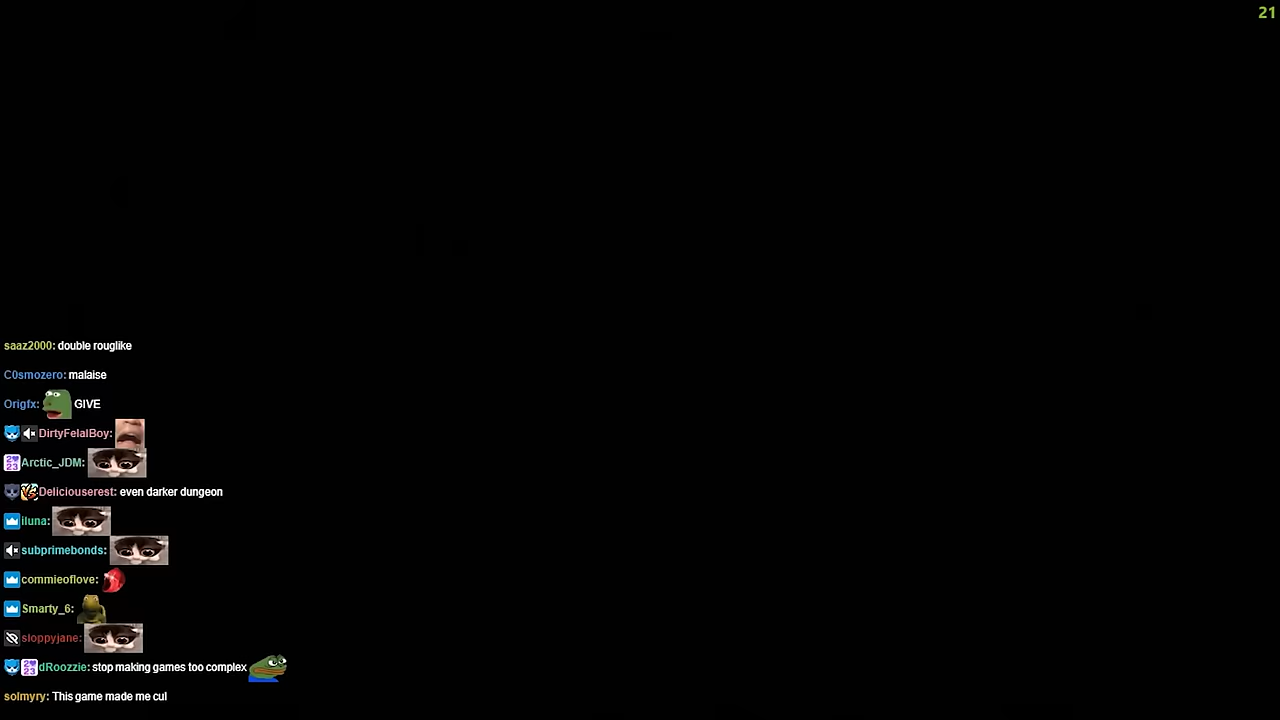 21
saaz2000: double rouglike
C0smozero: malaise
Origfx: GIVE
DirtyFelalBoy:
Arctic_JDM:
Deliciouserest: even darker dungeon
iluna:
subprimebonds:
commieoflove:
Smarty_6:
sloppyjane:
dRoozzie: stop making games too complex
solmyry: This game made me cul